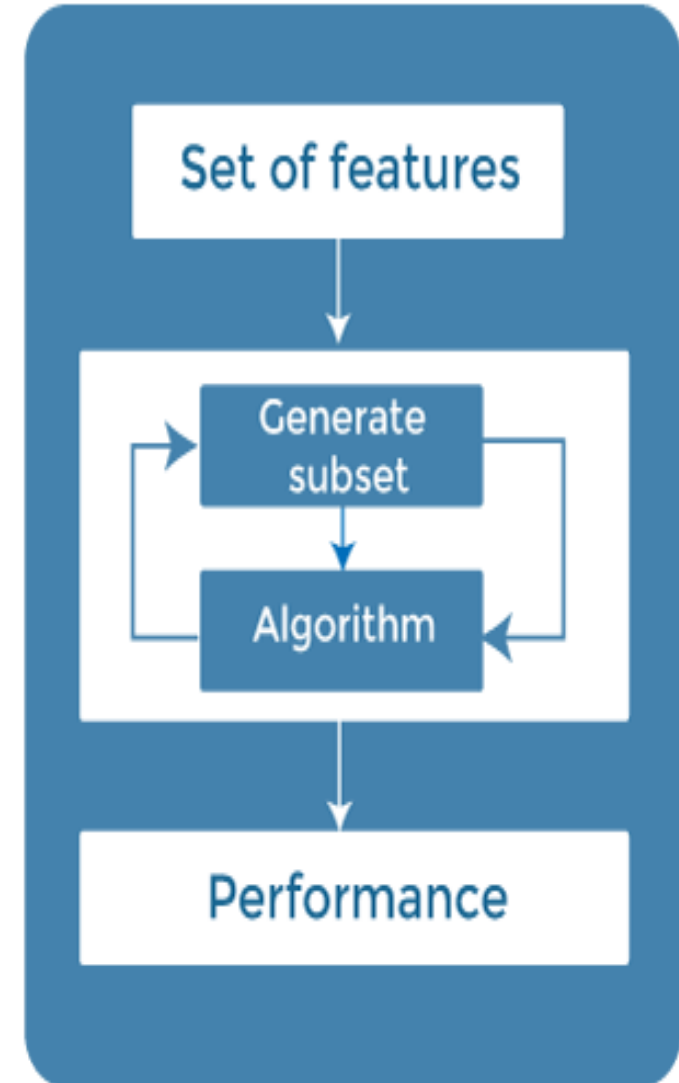 Set of features
Generate
subset
Algorithm
Performance